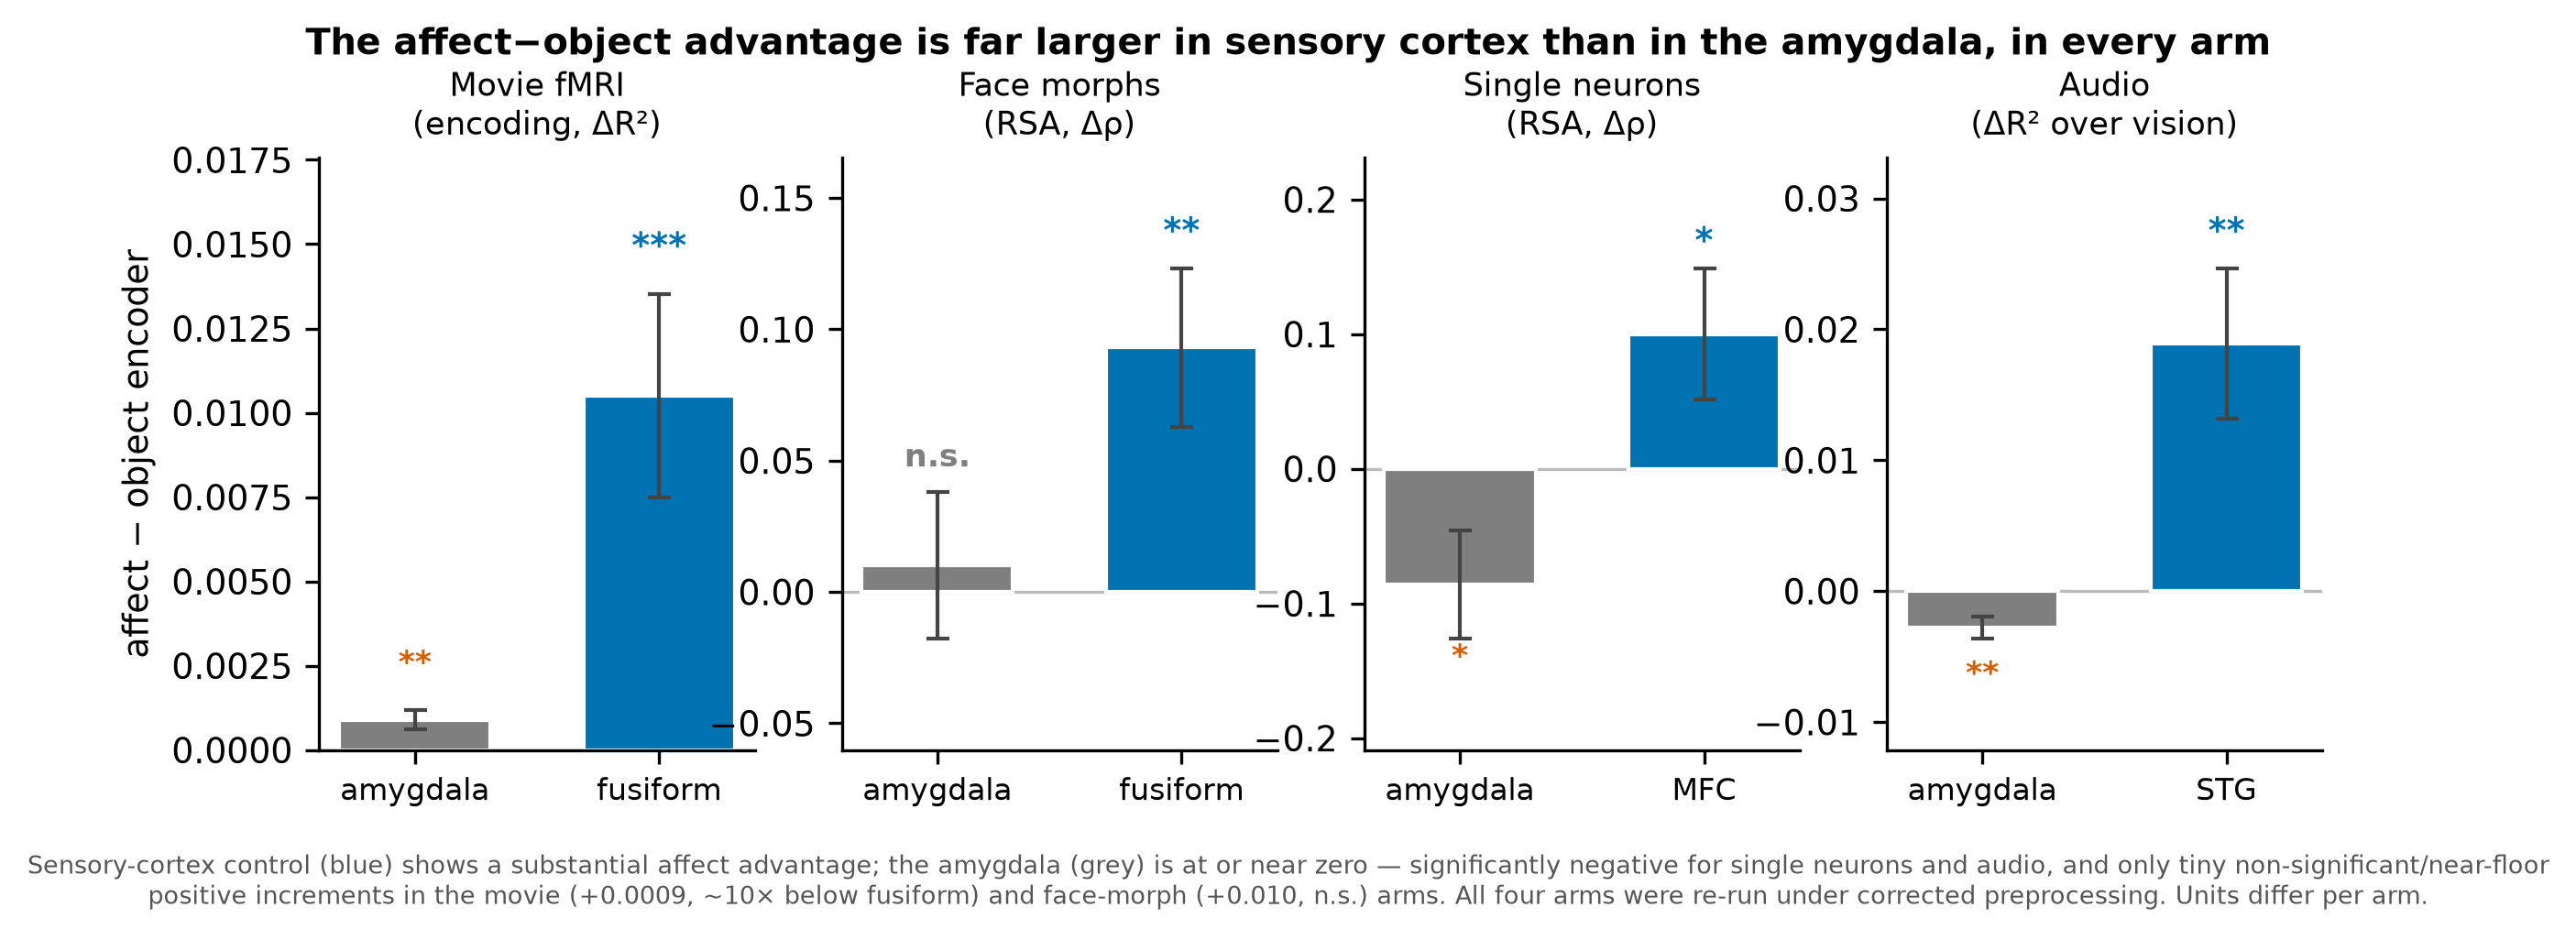 The affect−object advantage is far larger in sensory cortex than in the amygdala, in every arm
Movie fMRI
(encoding, ΔR²)
affect − object encoder
0.0175
0.0150
0.0125
0.0100
0.0075
0.0050
0.0025
0.0000
**
***
amygdala
fusiform
Face morphs
(RSA, Δρ)
0.15
0.10
0.05
0.00
−0.05
n.s.
**
amygdala
fusiform
Single neurons
(RSA, Δρ)
0.2
0.1
0.0
−0.1
−0.2
*
*
amygdala
MFC
Audio
(ΔR² over vision)
0.03
0.02
0.01
0.00
−0.01
**
**
amygdala
STG
Sensory-cortex control (blue) shows a substantial affect advantage; the amygdala (grey) is at or near zero — significantly negative for single neurons and audio, and only tiny non-significant/near-floor
positive increments in the movie (+0.0009, ~10× below fusiform) and face-morph (+0.010, n.s.) arms. All four arms were re-run under corrected preprocessing. Units differ per arm.